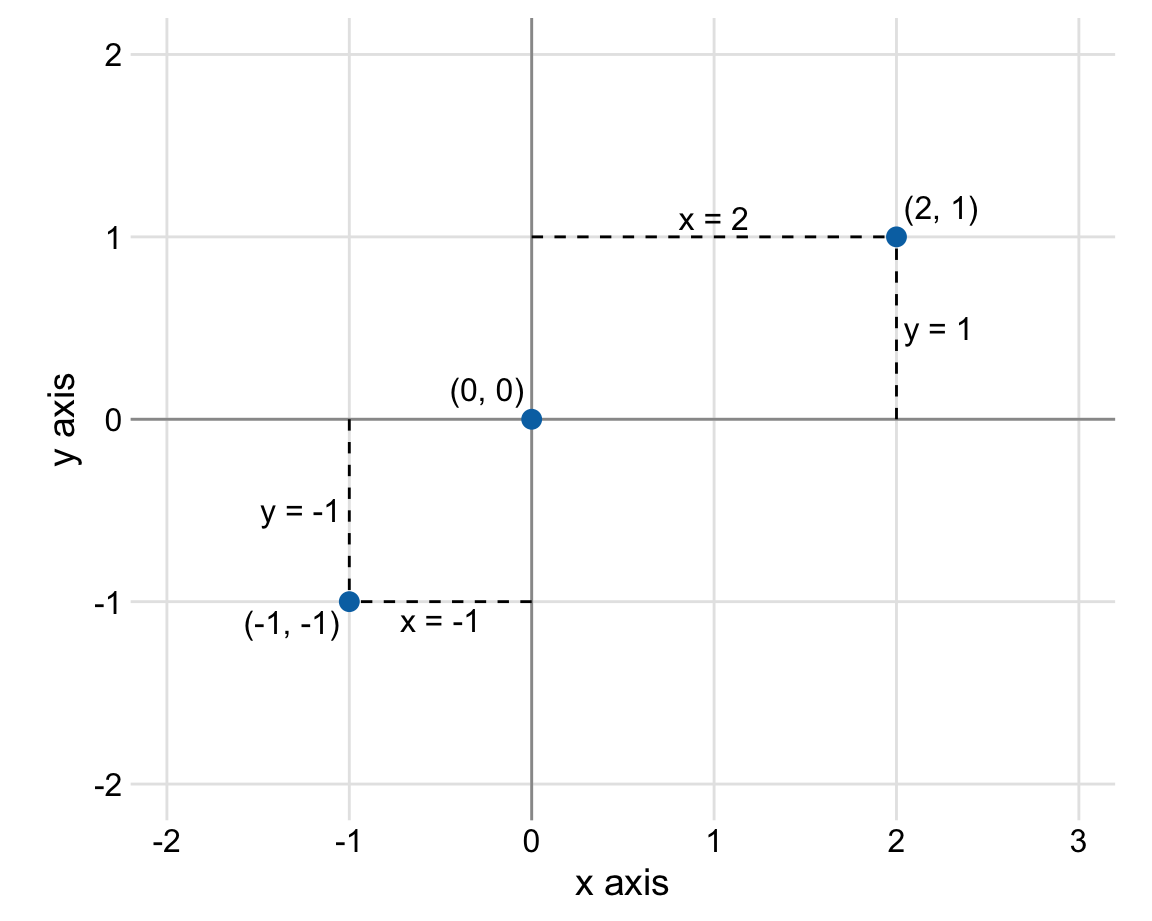 2
(2, 1)
x = 2
1
y = 1
(0, 0)
y axis
0
y = -1
-1
(-1, -1)
x = -1
-2
-2
-1
0
1
2
3
x axis